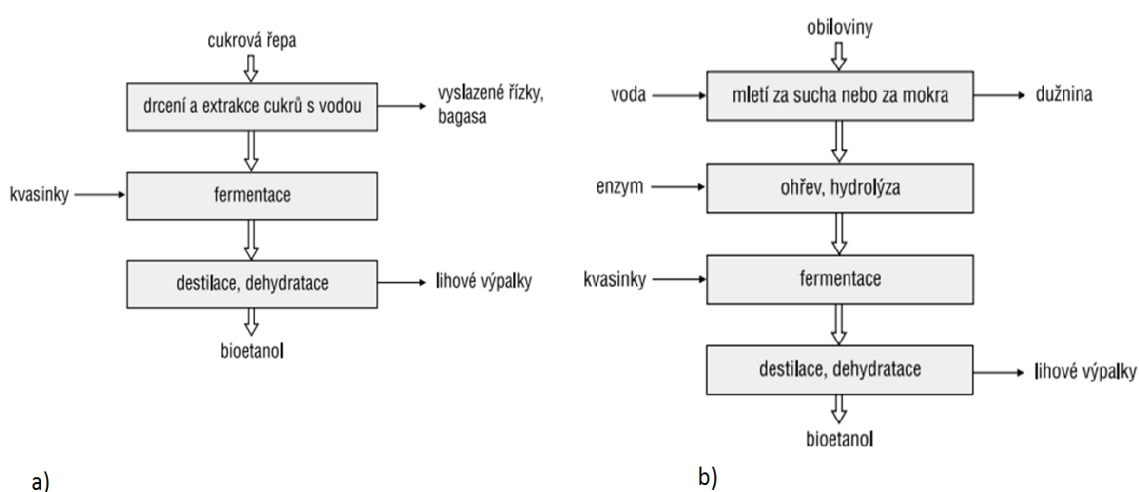 cukrová řepa
drcení a extrakce cukrů s vodou
vyslazené řízky,
bagasa
kvasinky
fermentace
destilace, dehydratace
lihové výpalky
bioetanol
a)
obiloviny
voda
mletí za sucha nebo za mokra
dužnina
enzym
ohřev, hydrolýza
kvasinky
fermentace
destilace, dehydratace
lihové výpalky
bioetanol
b)